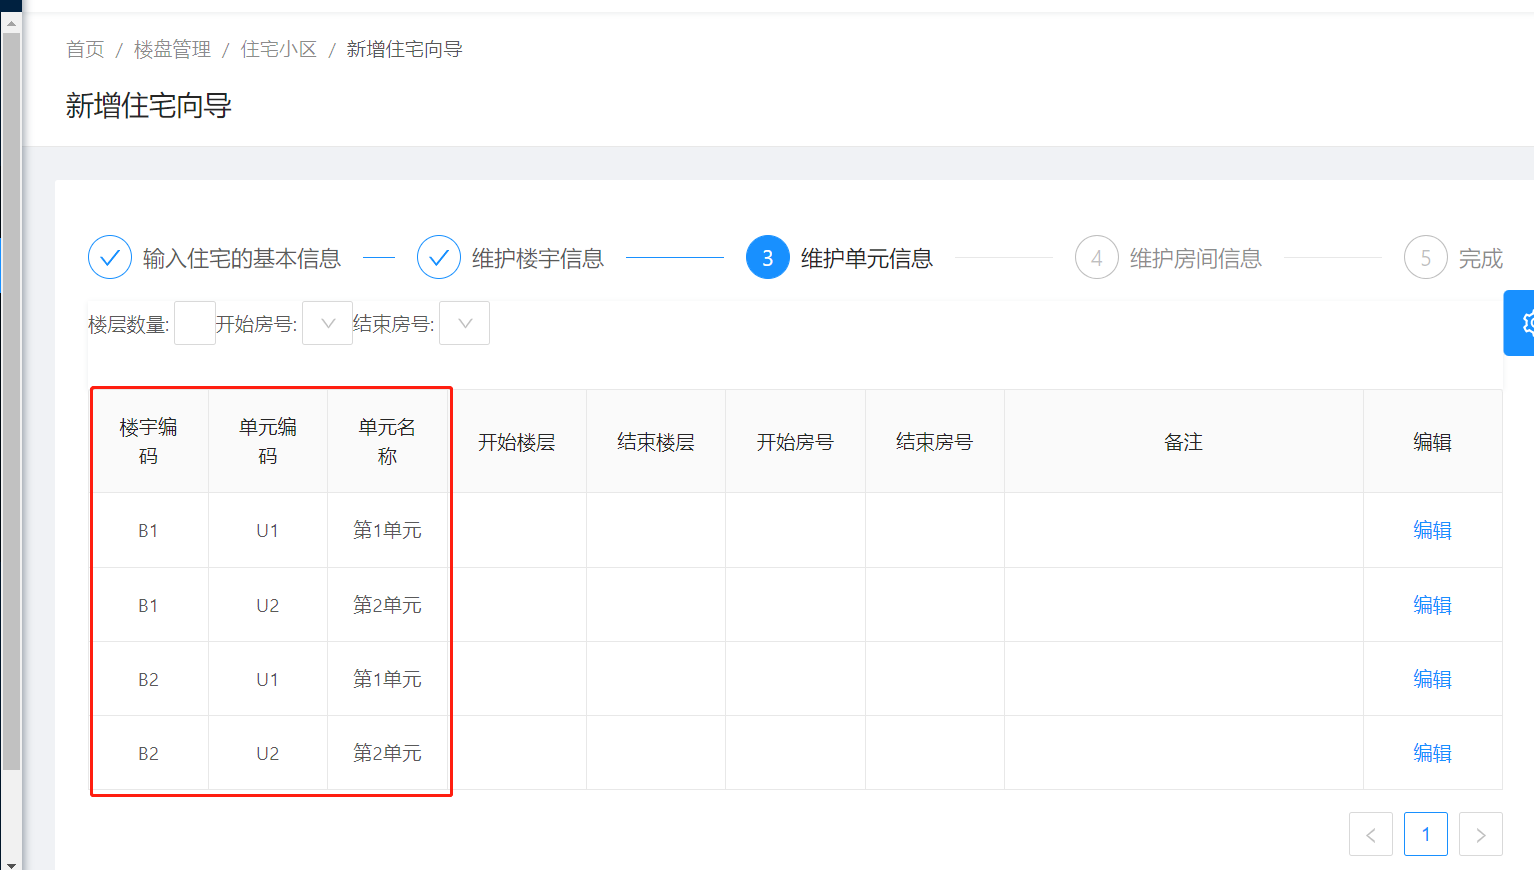 首页 / 楼盘管理 / 住宅小区 / 新增住宅向导
新增住宅向导
输入住宅的基本信息 维护楼宇信息 3 维护单元信息 4 维护房间信息 5 完成
楼层数量: 开始房号: 结束房号:
楼宇编码 单元编码 单元名称 开始楼层 结束楼层 开始房号 结束房号 备注 编辑
B1 U1 第1单元 编辑
B1 U2 第2单元 编辑
B2 U1 第1单元 编辑
B2 U2 第2单元 编辑
< 1 >